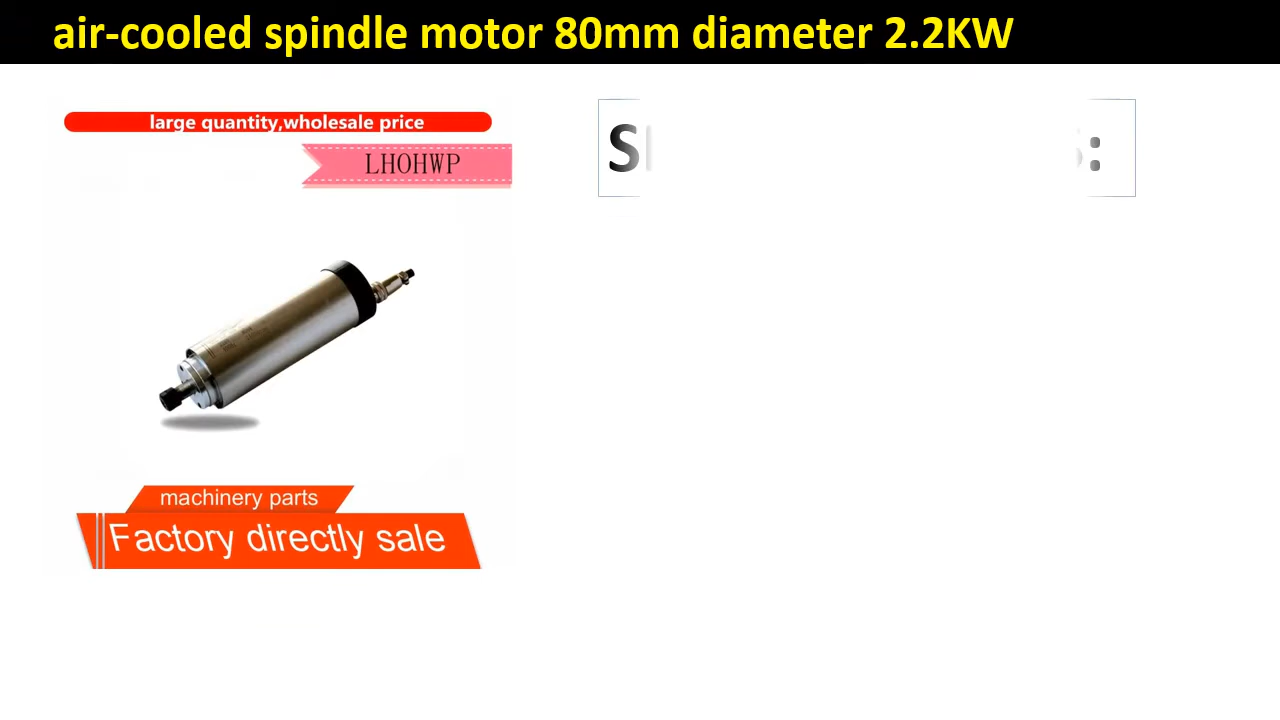 air-cooled spindle motor 80mm diameter 2.2KW
large quantity,wholesale price
LHOHWP
machinery parts
Factory directly sale